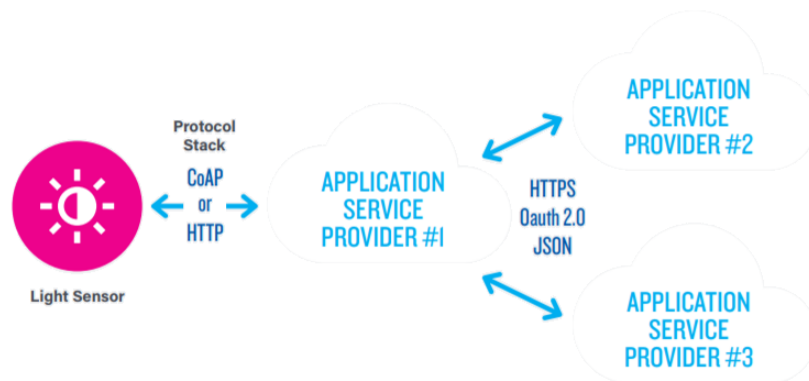 Protocol
Stack
CoAP
or
HTTP
Light Sensor
APPLICATION
SERVICE
PROVIDER #1
HTTPS
Oauth 2.0
JSON
APPLICATION
SERVICE
PROVIDER #2
APPLICATION
SERVICE
PROVIDER #3